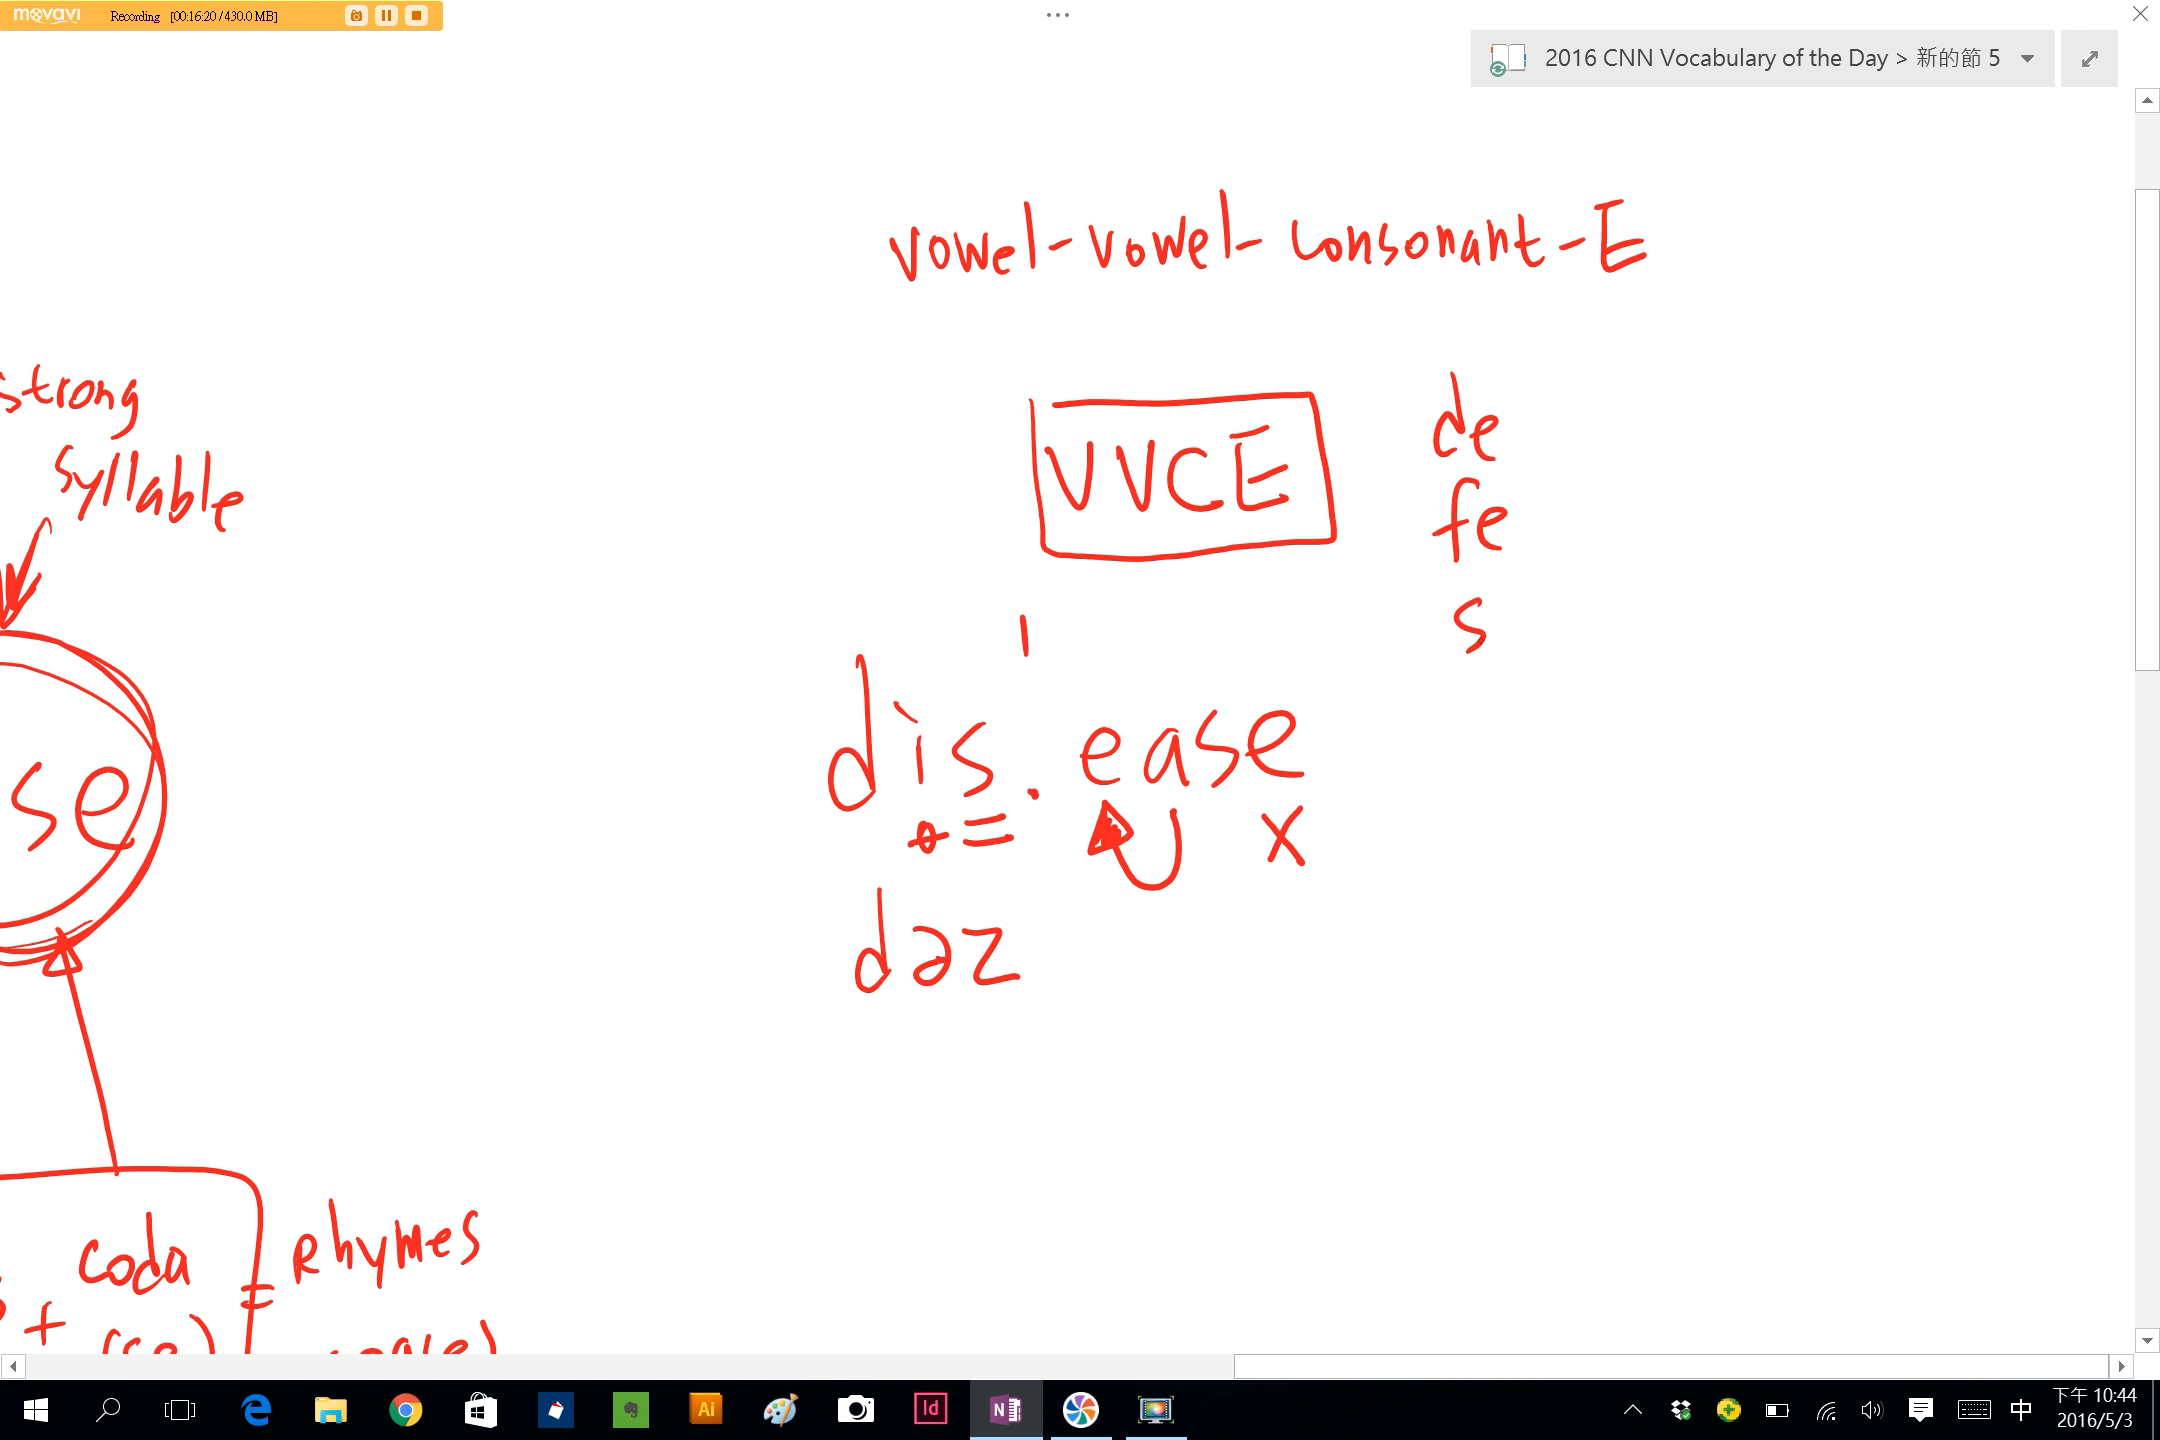 movavi Recording [00:16:20 / 430.0 MB]
2016 CNN Vocabulary of the Day > 新的節 5
vowel-vowel-consonant-E
strong
syllable
VVCE
de
fe
s
dis.ease
x
se
dəz
coda = Rhymes
+
Ai
Id
N
中
下午 10:44
2016/5/3